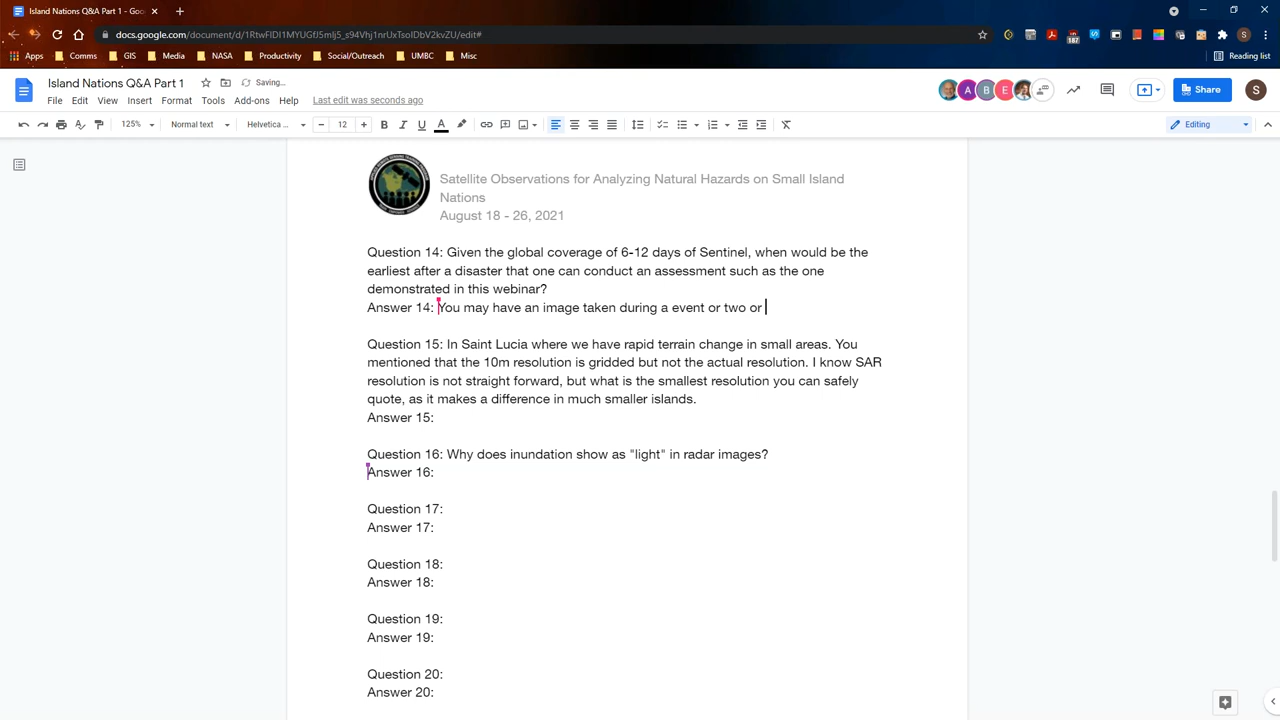 Island Nations Q&A Part 1 - Goo
docs.google.com/document/d/1RtwFlDI1MYUGfJ5mlj5_s94Vhj1nrUxTsoIDbV2kvZU/edit#
Apps Comms GIS Media NASA Productivity Social/Outreach UMBC Misc Reading list
Island Nations Q&A Part 1 Saving...
File Edit View Insert Format Tools Add-ons Help Last edit was seconds ago
A B E Share S
125% Normal text Helvetica ... 12 B I U A Editing
Satellite Observations for Analyzing Natural Hazards on Small Island
Nations
August 18 - 26, 2021
Question 14: Given the global coverage of 6-12 days of Sentinel, when would be the
earliest after a disaster that one can conduct an assessment such as the one
demonstrated in this webinar?
Answer 14: You may have an image taken during a event or two or
Question 15: In Saint Lucia where we have rapid terrain change in small areas. You
mentioned that the 10m resolution is gridded but not the actual resolution. I know SAR
resolution is not straight forward, but what is the smallest resolution you can safely
quote, as it makes a difference in much smaller islands.
Answer 15:
Question 16: Why does inundation show as "light" in radar images?
Answer 16:
Question 17:
Answer 17:
Question 18:
Answer 18:
Question 19:
Answer 19:
Question 20:
Answer 20: